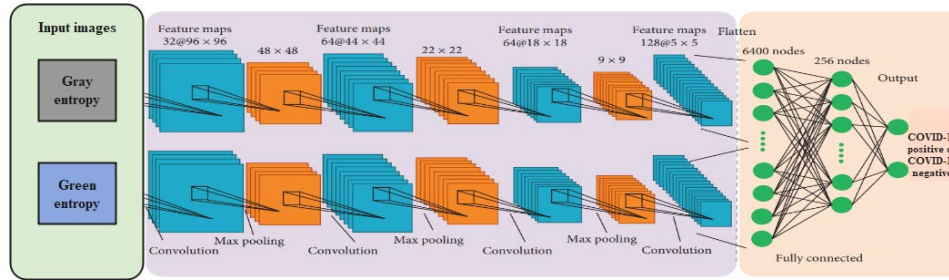 Input images
Gray
entropy
Green
entropy
Feature maps
32@96 × 96
48 × 48
Feature maps
64@44 × 44
22 × 22
Feature maps
64@18 × 18
9 × 9
Feature maps
128@5 × 5
Flatten
6400 nodes
256 nodes
Output
positive
negative
Convolution
Max pooling
Convolution
Max pooling
Convolution
Max pooling
Convolution
Fully connected